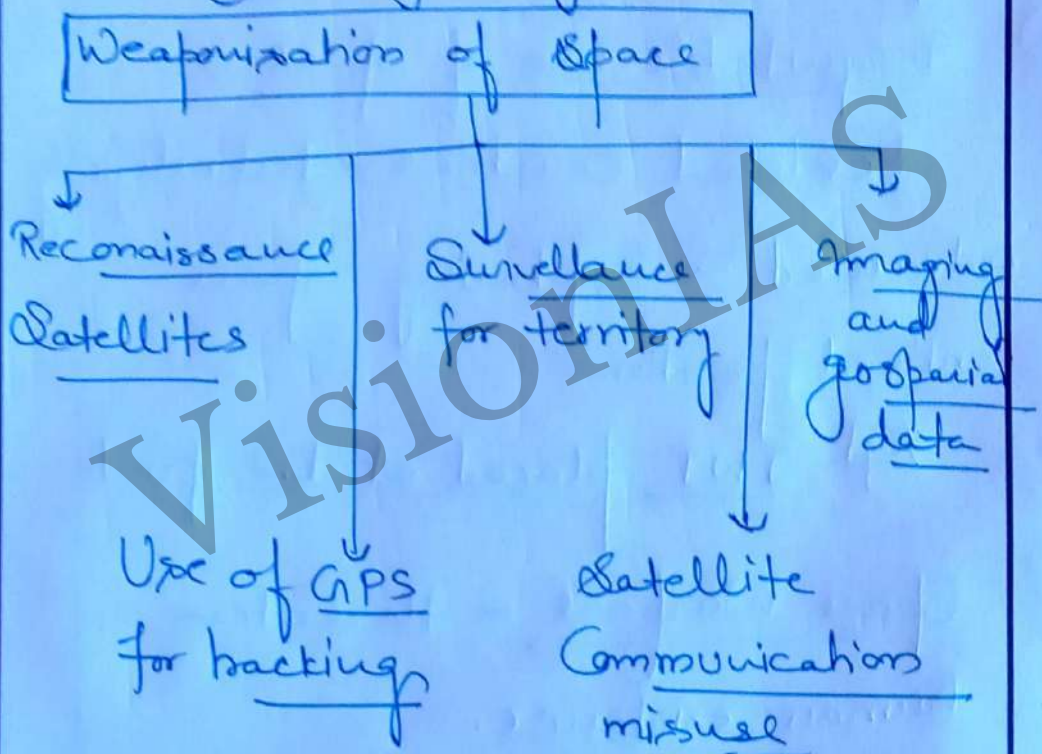 Weaponization of Space
Reconaissance
Satellites
Survellance
for territory
Imaging
and
geospacial
data
Use of GPS
for tracking
Satellite
Communication
misuse
VisionIAS